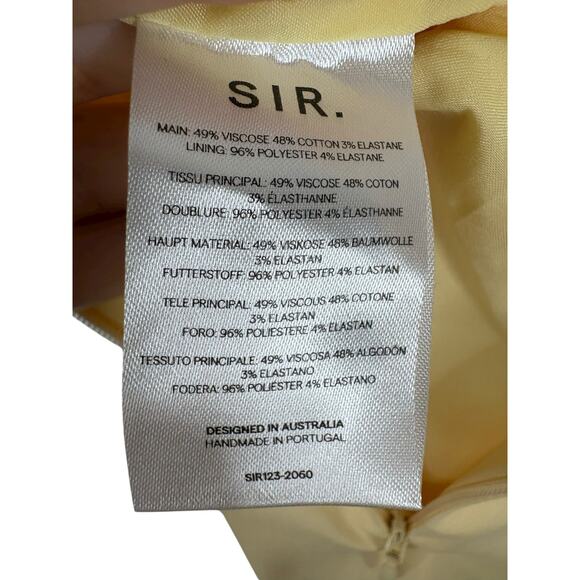 SIR.
MAIN: 49% VISCOSE 48% COTTON 3% ELASTANE
LINING: 96% POLYESTER 4% ELASTANE
TISSU PRINCIPAL: 49% VISCOSE 48% COTON
3% ÉLASTHANNE
DOUBLURE: 96% POLYESTER 4% ÉLASTHANNE
HAUPT MATERIAL: 49% VISKOSE 48% BAUMWOLLE
3% ELASTAN
FUTTERSTOFF: 96% POLYESTER 4% ELASTAN
TELE PRINCIPAL: 49% VISCOUS 48% COTONE
3% ELASTAN
FORO: 96% POLIESTERE 4% ELASTAN
TESSUTO PRINCIPALE: 49% VISCOSA 48% ALGODÓN
3% ELASTANO
FODERA: 96% POLIÉSTER 4% ELASTANO
DESIGNED IN AUSTRALIA
HANDMADE IN PORTUGAL
SIR123-2060